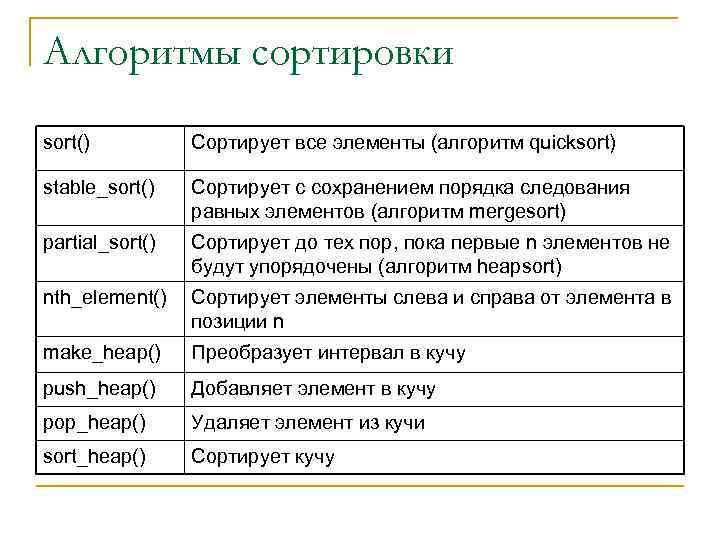 Алгоритмы сортировки
sort()
Сортирует все элементы (алгоритм quicksort)
stable_sort()
Сортирует с сохранением порядка следования
равных элементов (алгоритм mergesort)
partial_sort()
Сортирует до тех пор, пока первые n элементов не
будут упорядочены (алгоритм heapsort)
nth_element()
Сортирует элементы слева и справа от элемента в
позиции n
make_heap()
Преобразует интервал в кучу
push_heap()
Добавляет элемент в кучу
pop_heap()
Удаляет элемент из кучи
sort_heap()
Сортирует кучу